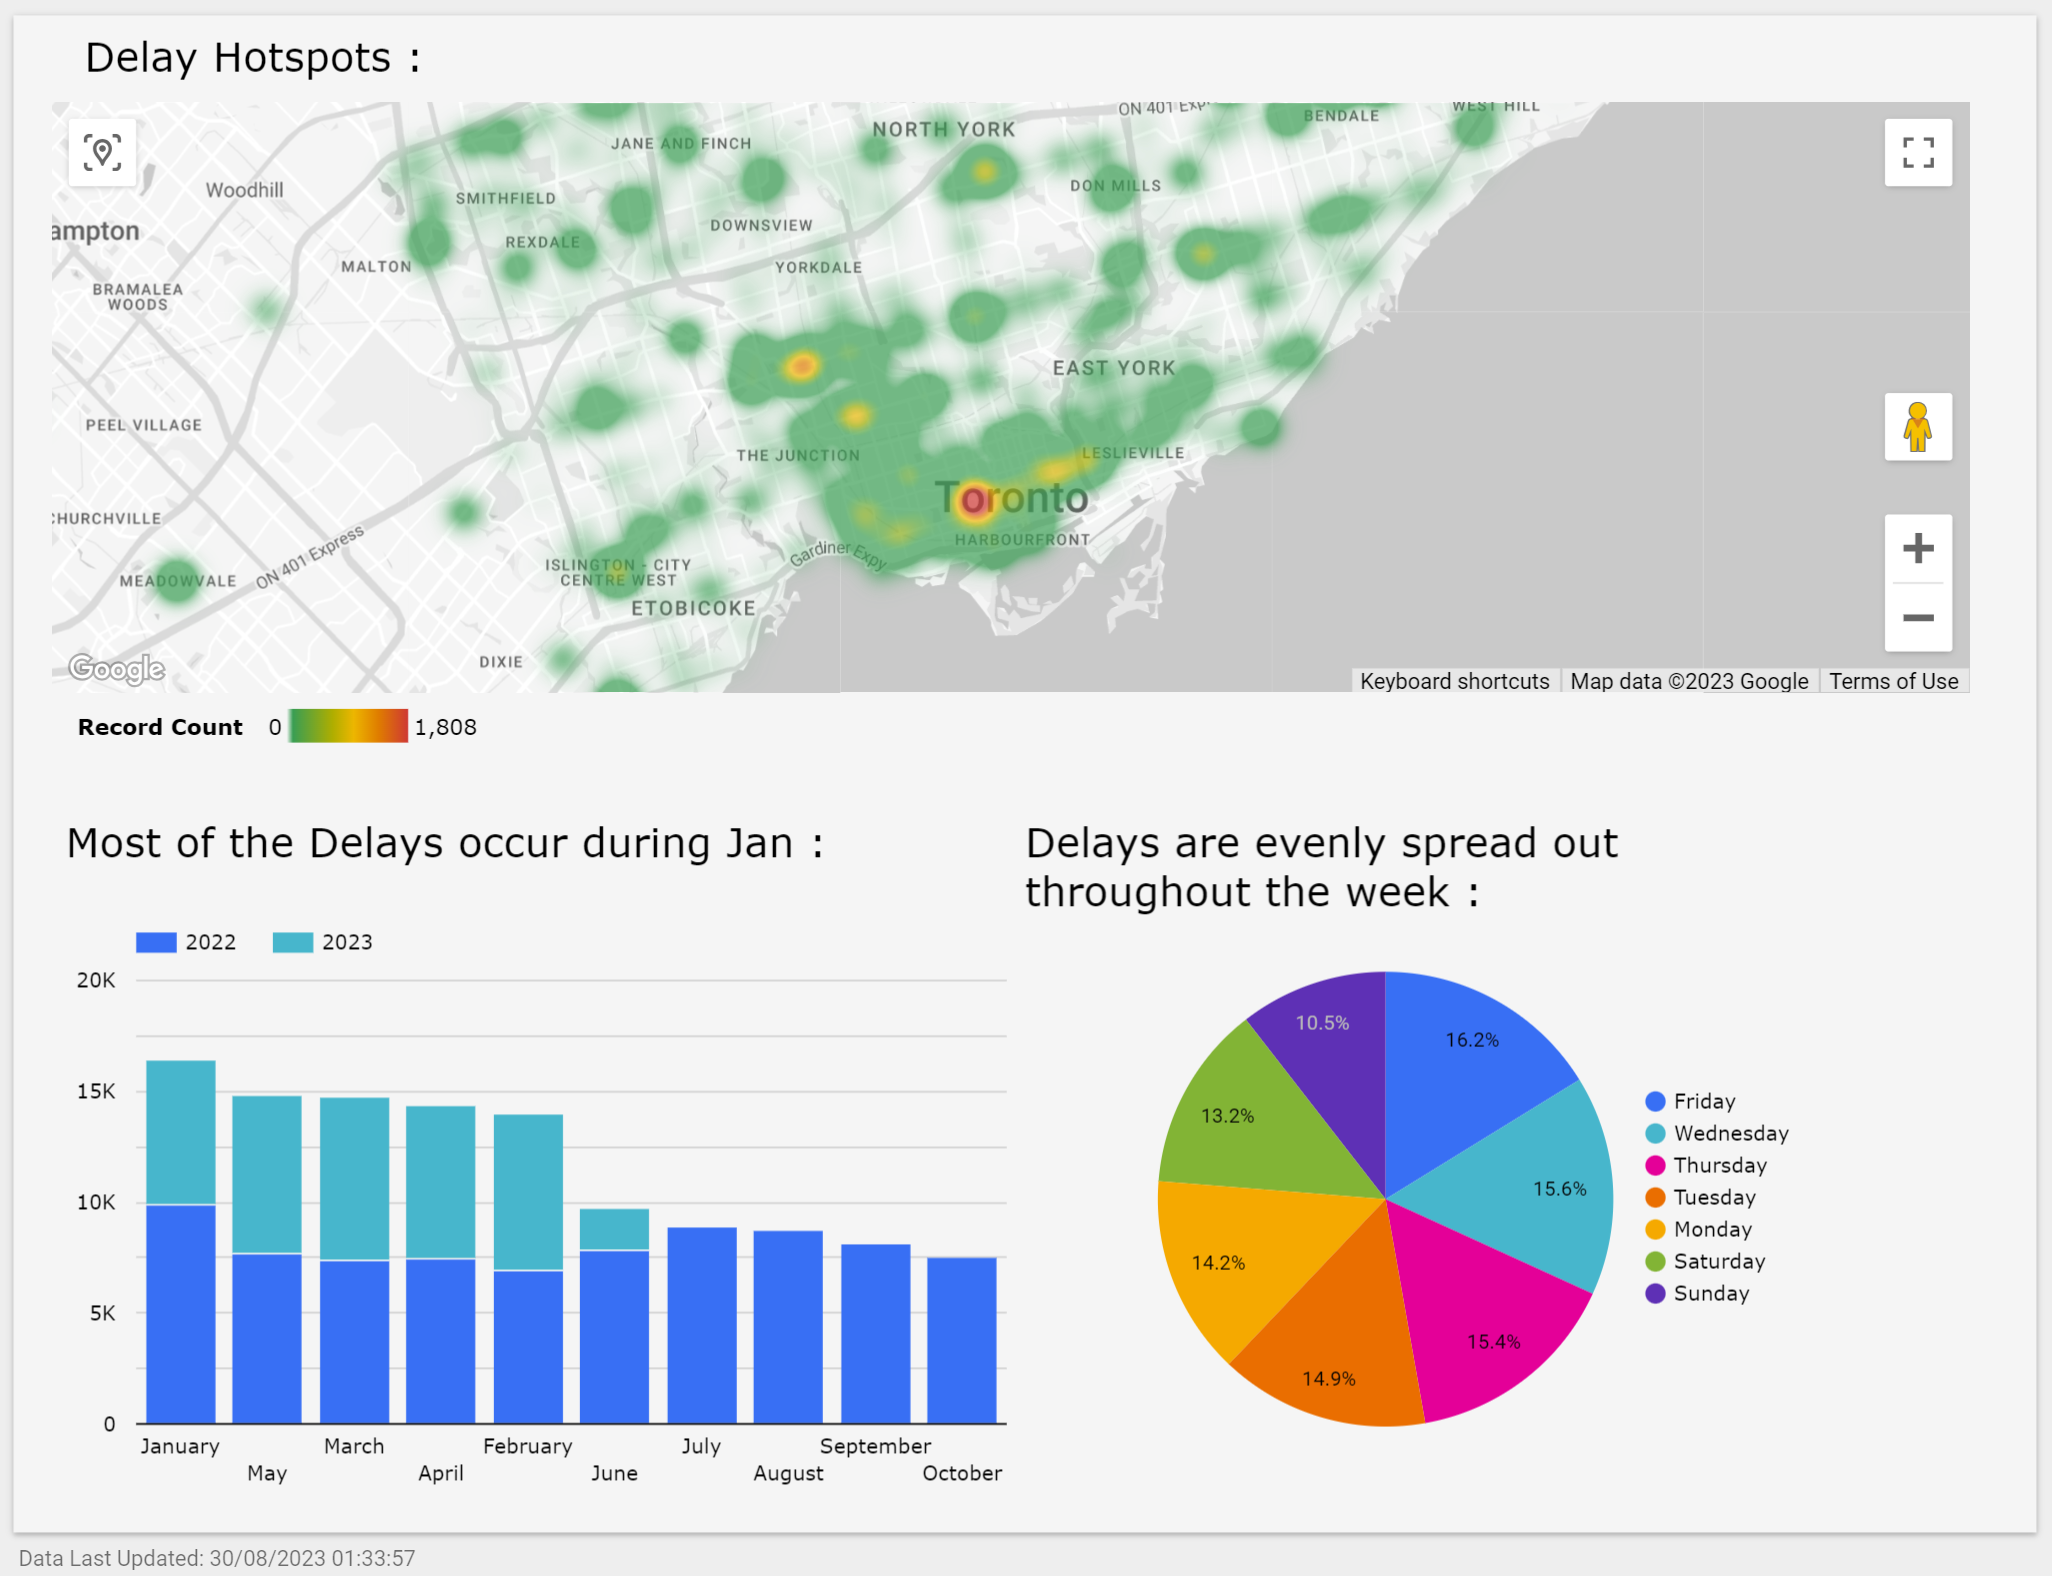 Delay Hotspots :
NORTH YORK
ON 401 Exp
BENDALE
WEST HILL
JANE AND FINCH
Woodhill
SMITHFIELD
DON MILLS
DOWNSVIEW
ampton
REXDALE
MALTON
YORKDALE
BRAMALEA
WOODS
EAST YORK
PEEL VILLAGE
THE JUNCTION
LESLIEVILLE
Toronto
CHURCHVILLE
ON 401 Express
HARBOURFRONT
Gardiner Expy
ISLINGTON - CITY
CENTRE WEST
MEADOWVALE
ETOBICOKE
DIXIE
Google
Keyboard shortcuts
Map data ©2023 Google
Terms of Use
Record Count 0 1,808
Most of the Delays occur during Jan :
2022 2023
20K
15K
10K
5K
0
January
May
March
April
February
June
July
August
September
October
Delays are evenly spread out
throughout the week :
16.2%
15.6%
15.4%
14.9%
14.2%
13.2%
10.5%
Friday
Wednesday
Thursday
Tuesday
Monday
Saturday
Sunday
Data Last Updated: 30/08/2023 01:33:57